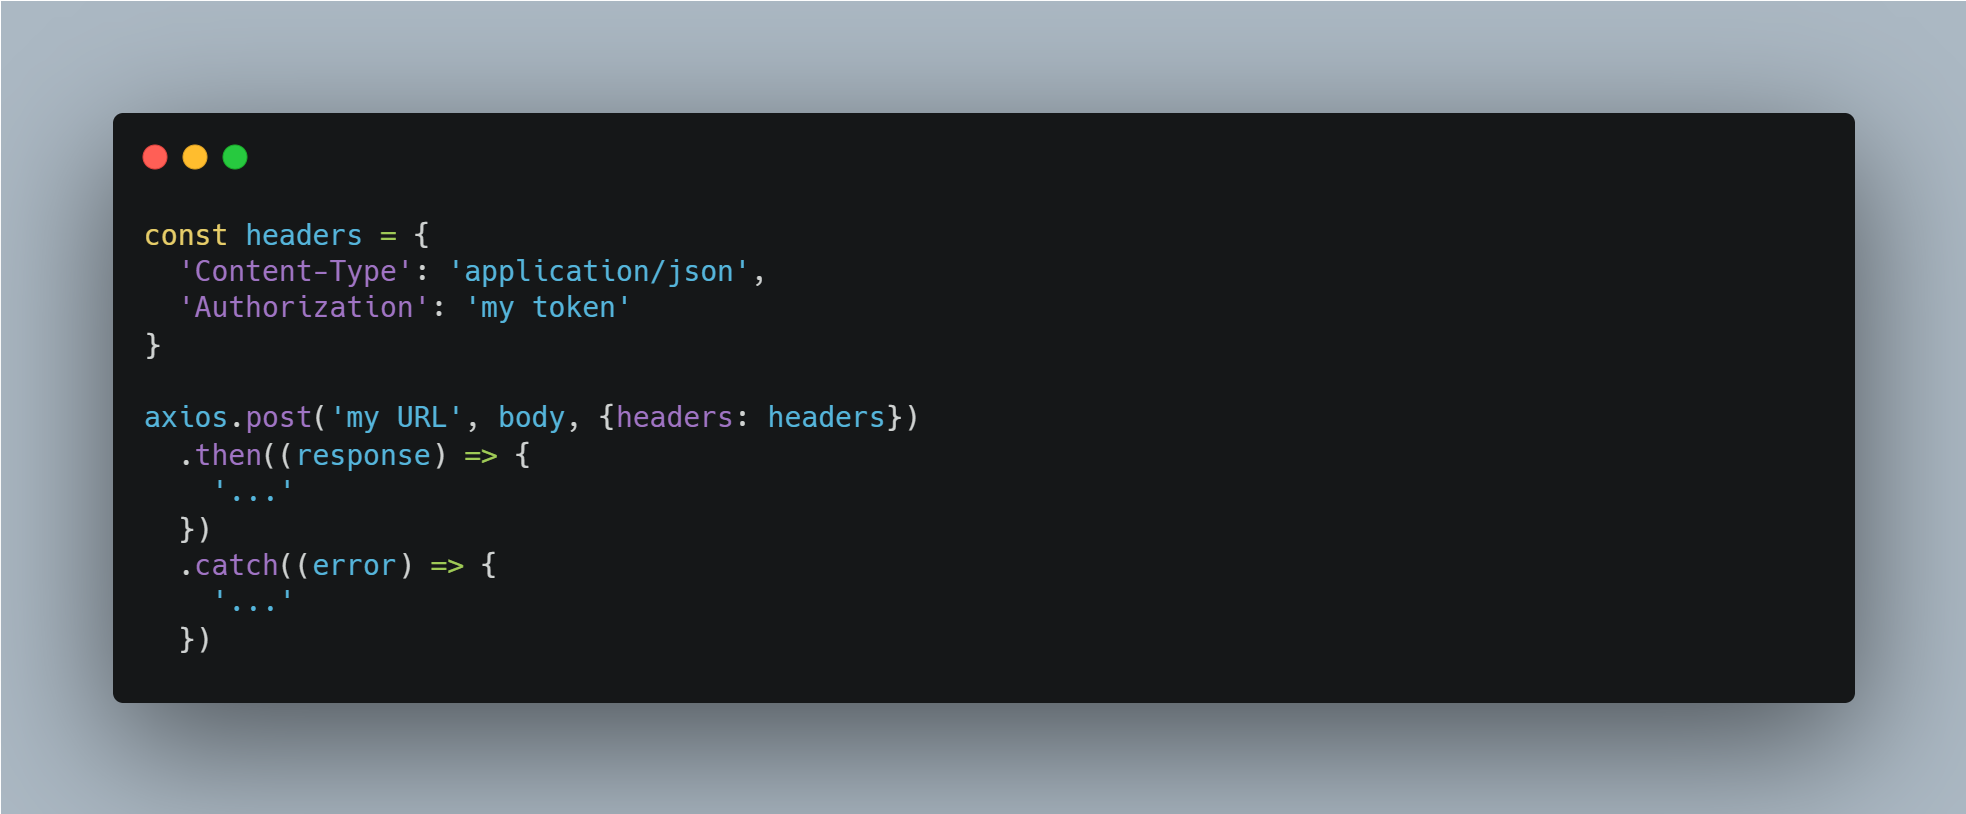 const headers = {
  'Content-Type': 'application/json',
  'Authorization': 'my token'
}

axios.post('my URL', body, {headers: headers})
  .then((response) => {
    '...'
  })
  .catch((error) => {
    '...'
  })